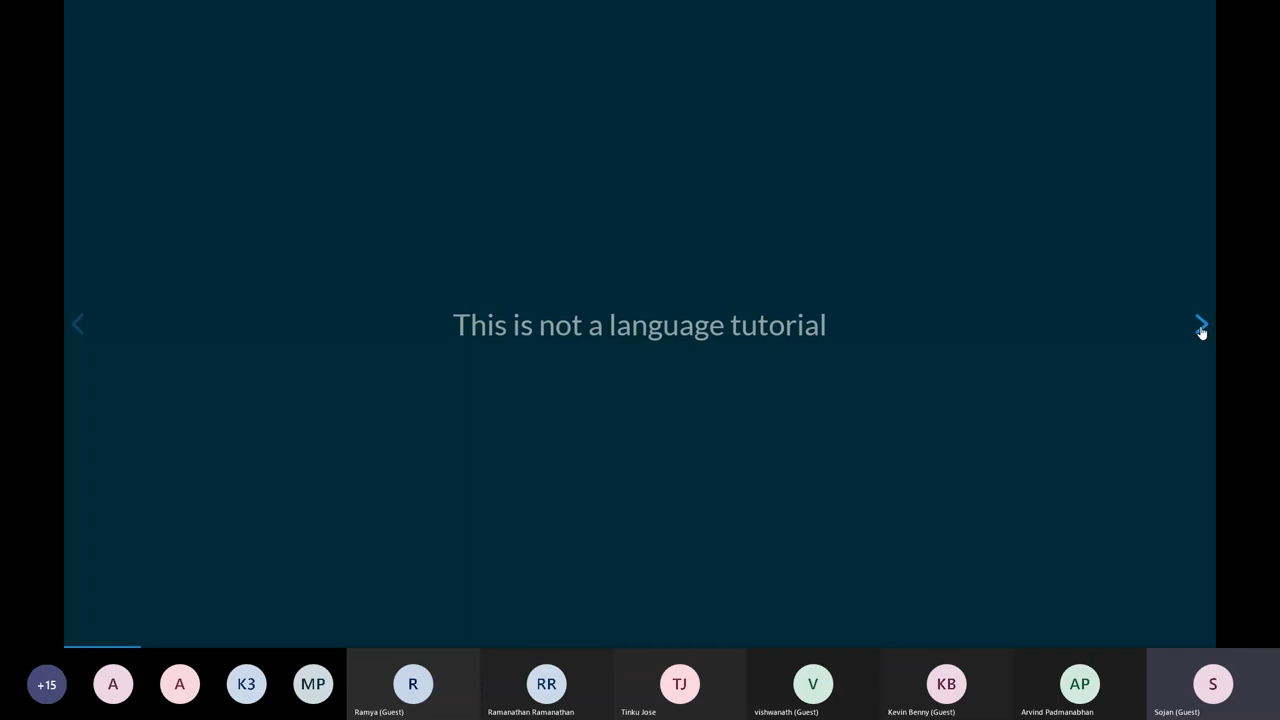 This is not a language tutorial
+15
A
A
K3
MP
R
RR
TJ
V
KB
AP
S
Ramya (Guest)
Ramanathan Ramanathan
Tinku Jose
vishwanath (Guest)
Kevin Benny (Guest)
Arvind Padmanabhan
Sojan (Guest)